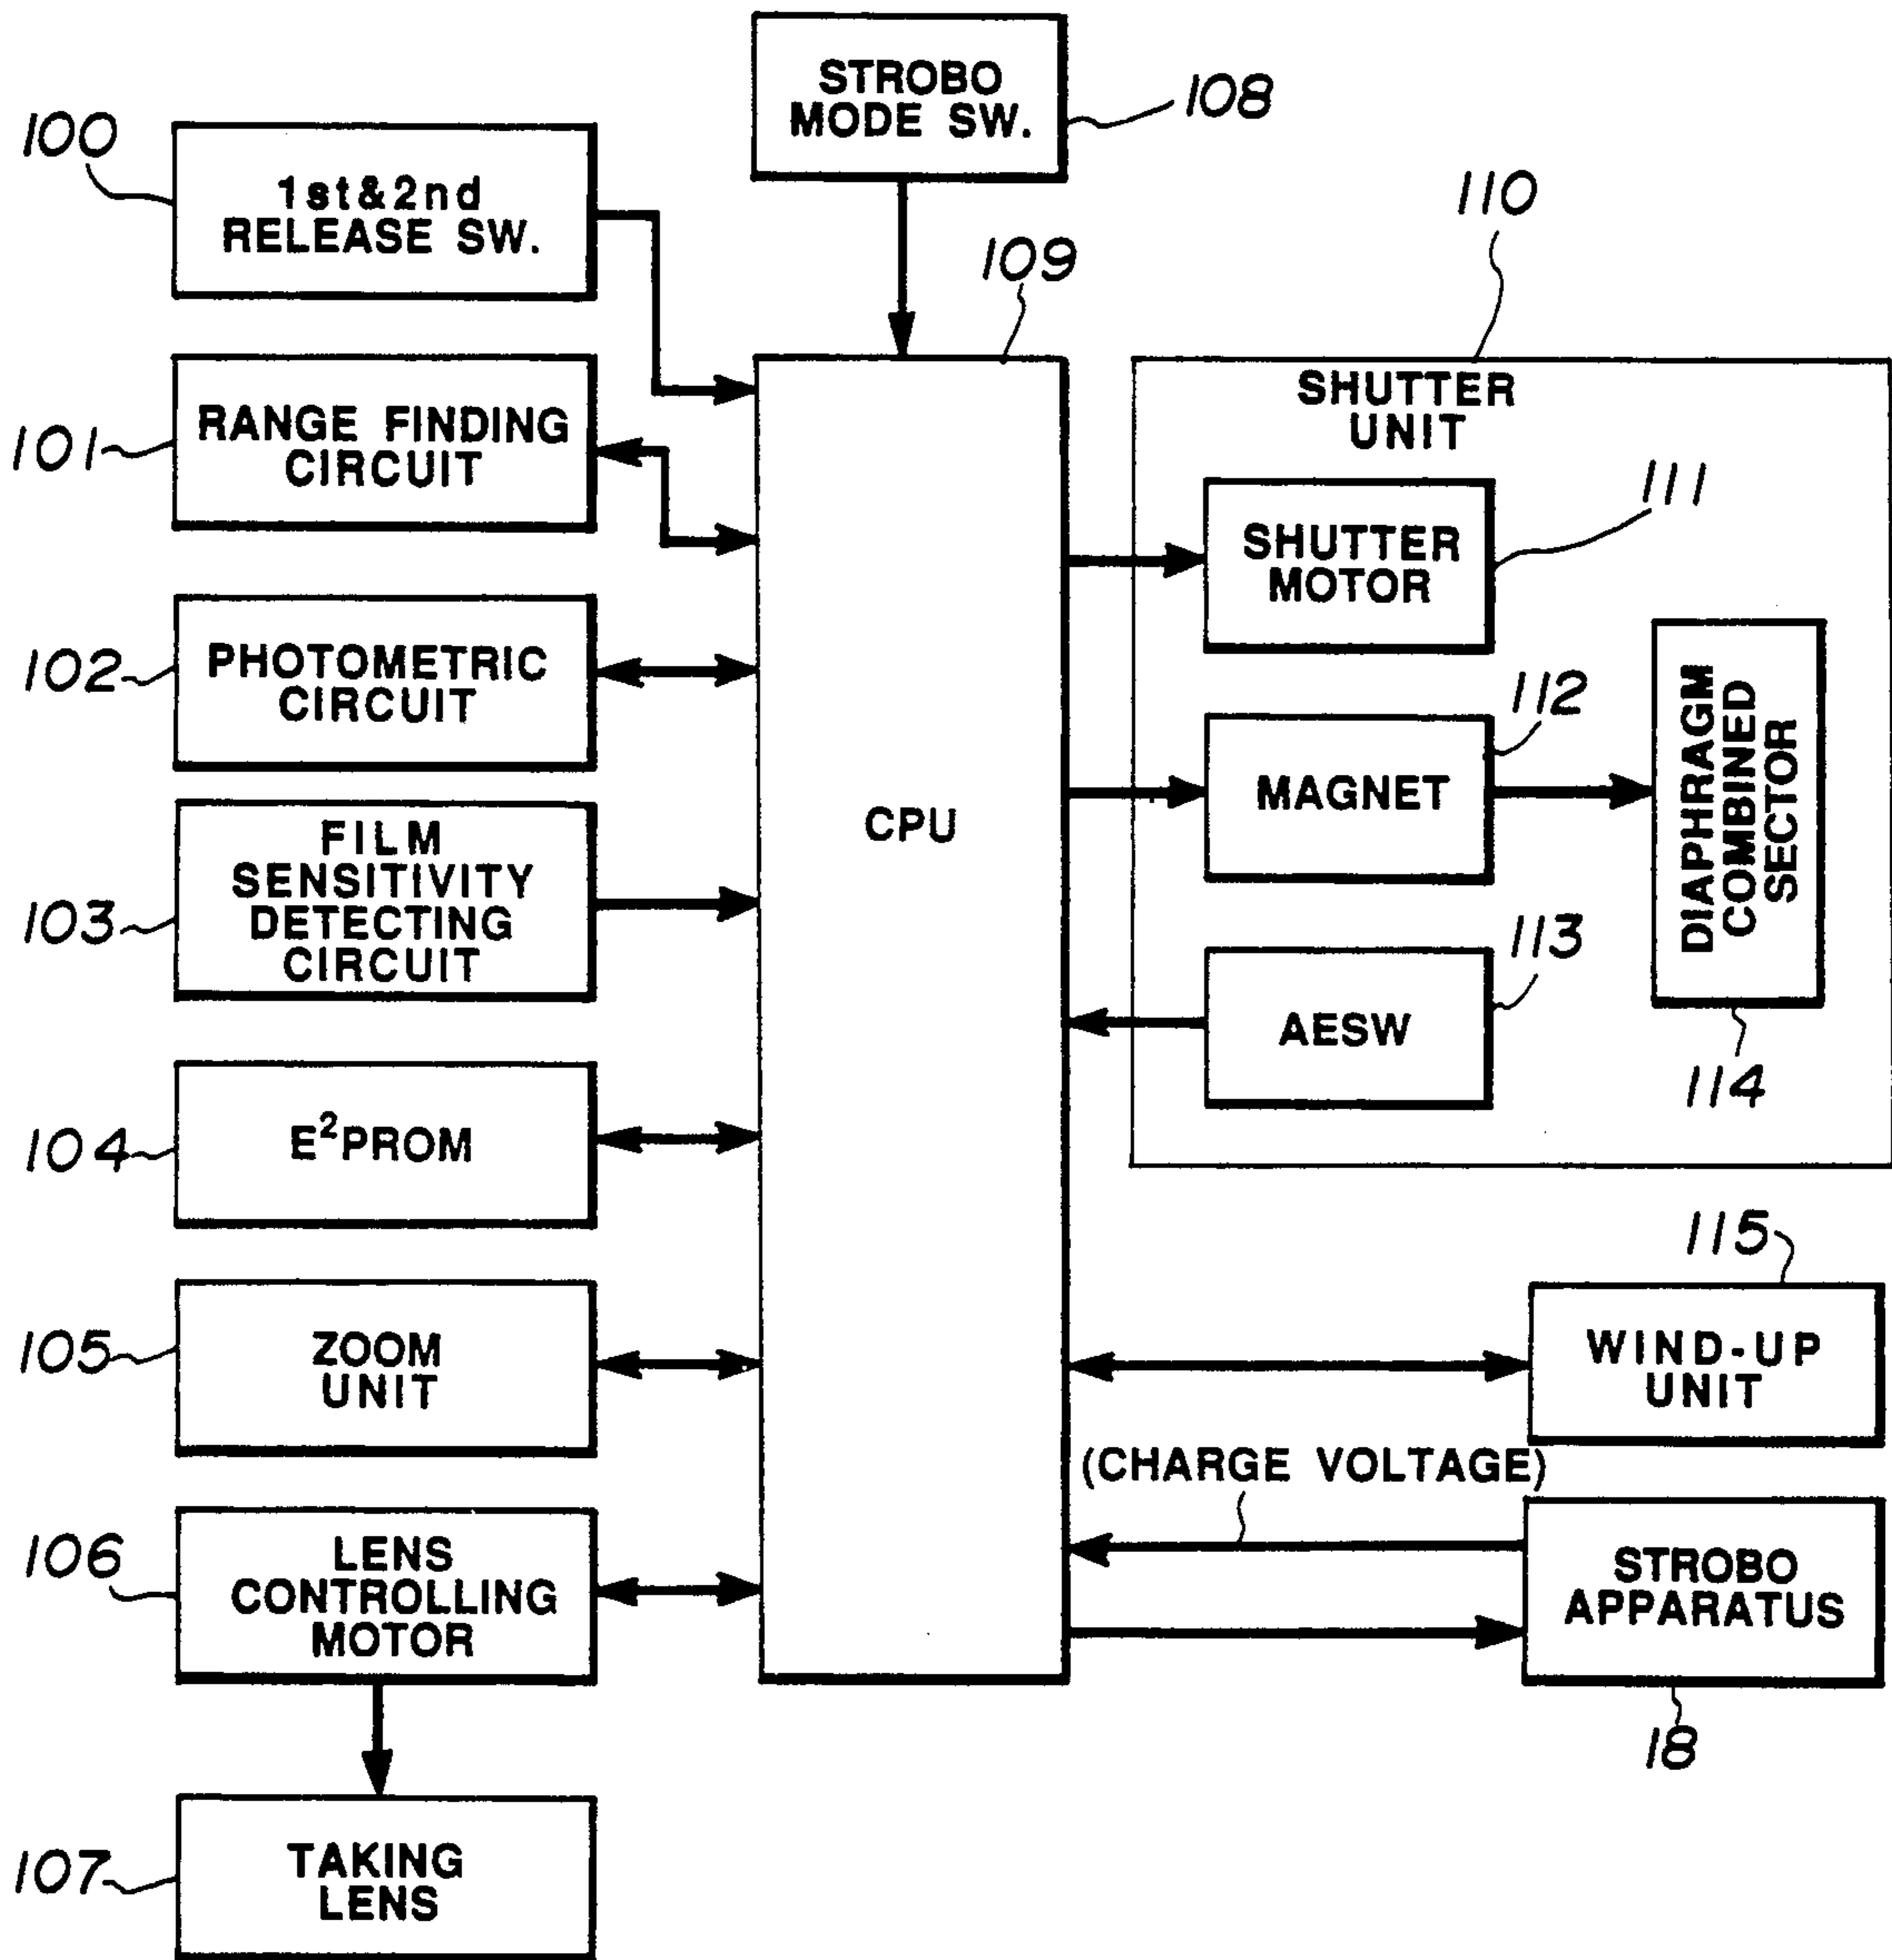 STROBO
MODE SW.
108
100
1st&2nd
RELEASE SW.
110
109
101
RANGE FINDING
CIRCUIT
SHUTTER
UNIT
111
SHUTTER
MOTOR
102
PHOTOMETRIC
CIRCUIT
112
MAGNET
DIAPHRAGM
COMBINED
SECTOR
114
CPU
103
FILM
SENSITIVITY
DETECTING
CIRCUIT
113
AESW
104
E²PROM
105
ZOOM
UNIT
115
WIND-UP
UNIT
(CHARGE VOLTAGE)
106
LENS
CONTROLLING
MOTOR
STROBO
APPARATUS
18
107
TAKING
LENS